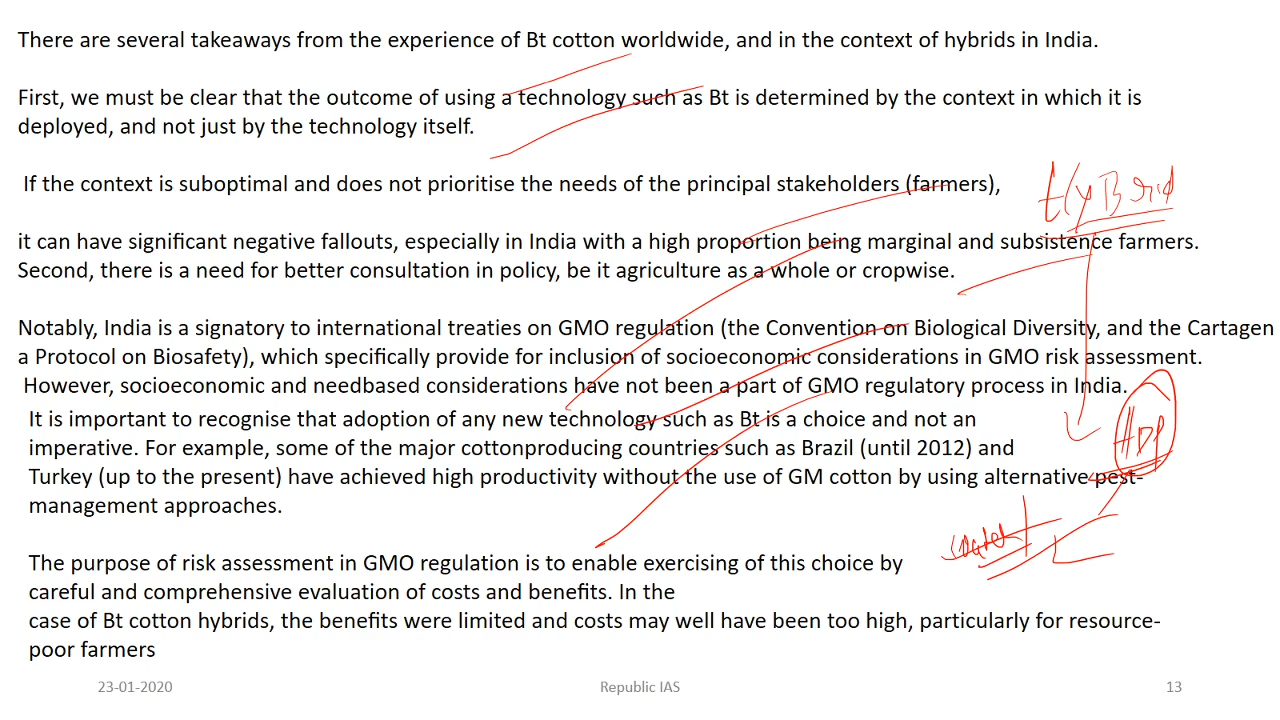 There are several takeaways from the experience of Bt cotton worldwide, and in the context of hybrids in India.
First, we must be clear that the outcome of using a technology such as Bt is determined by the context in which it is
deployed, and not just by the technology itself.
If the context is suboptimal and does not prioritise the needs of the principal stakeholders (farmers),
HyBrid
it can have significant negative fallouts, especially in India with a high proportion being marginal and subsistence farmers.
Second, there is a need for better consultation in policy, be it agriculture as a whole or cropwise.
Notably, India is a signatory to international treaties on GMO regulation (the Convention on Biological Diversity, and the Cartagen
a Protocol on Biosafety), which specifically provide for inclusion of socioeconomic considerations in GMO risk assessment.
However, socioeconomic and needbased considerations have not been a part of GMO regulatory process in India.
It is important to recognise that adoption of any new technology such as Bt is a choice and not an
imperative. For example, some of the major cottonproducing countries such as Brazil (until 2012) and
HDP
Turkey (up to the present) have achieved high productivity without the use of GM cotton by using alternative pest-
management approaches.
The purpose of risk assessment in GMO regulation is to enable exercising of this choice by
careful and comprehensive evaluation of costs and benefits. In the
case of Bt cotton hybrids, the benefits were limited and costs may well have been too high, particularly for resource-
poor farmers
23-01-2020
Republic IAS
13